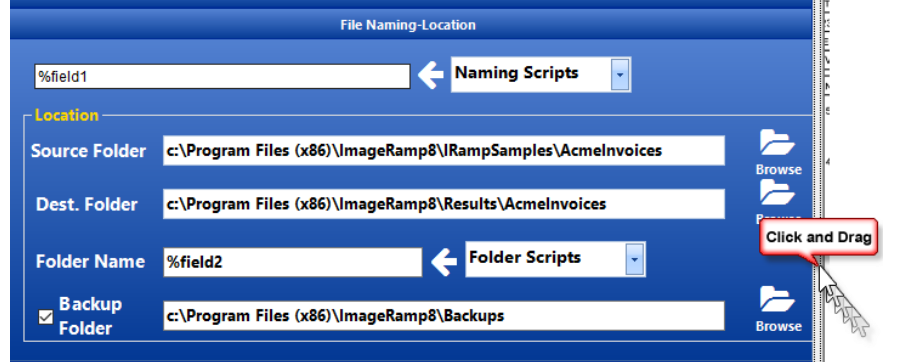 File Naming-Location
%field1 Naming Scripts
Location
Source Folder c:\Program Files (x86)\ImageRamp8\IRampSamples\AcmeInvoices
Browse
Dest. Folder c:\Program Files (x86)\ImageRamp8\Results\AcmeInvoices
Click and Drag
Folder Name %field2 Folder Scripts
Backup
Folder c:\Program Files (x86)\ImageRamp8\Backups
Browse